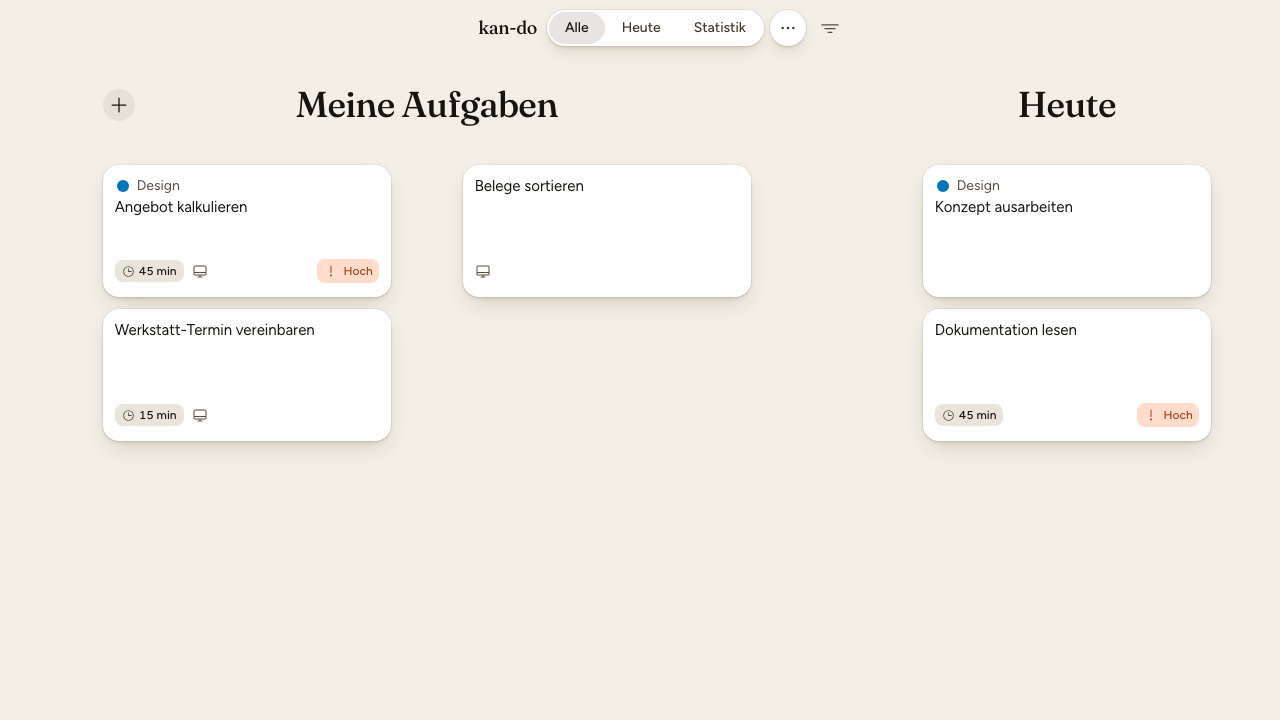 kan-do
Alle
Heute
Statistik
Meine Aufgaben
Heute
Design
Angebot kalkulieren
45 min
Hoch
Werkstatt-Termin vereinbaren
15 min
Belege sortieren
Design
Konzept ausarbeiten
Dokumentation lesen
45 min
Hoch